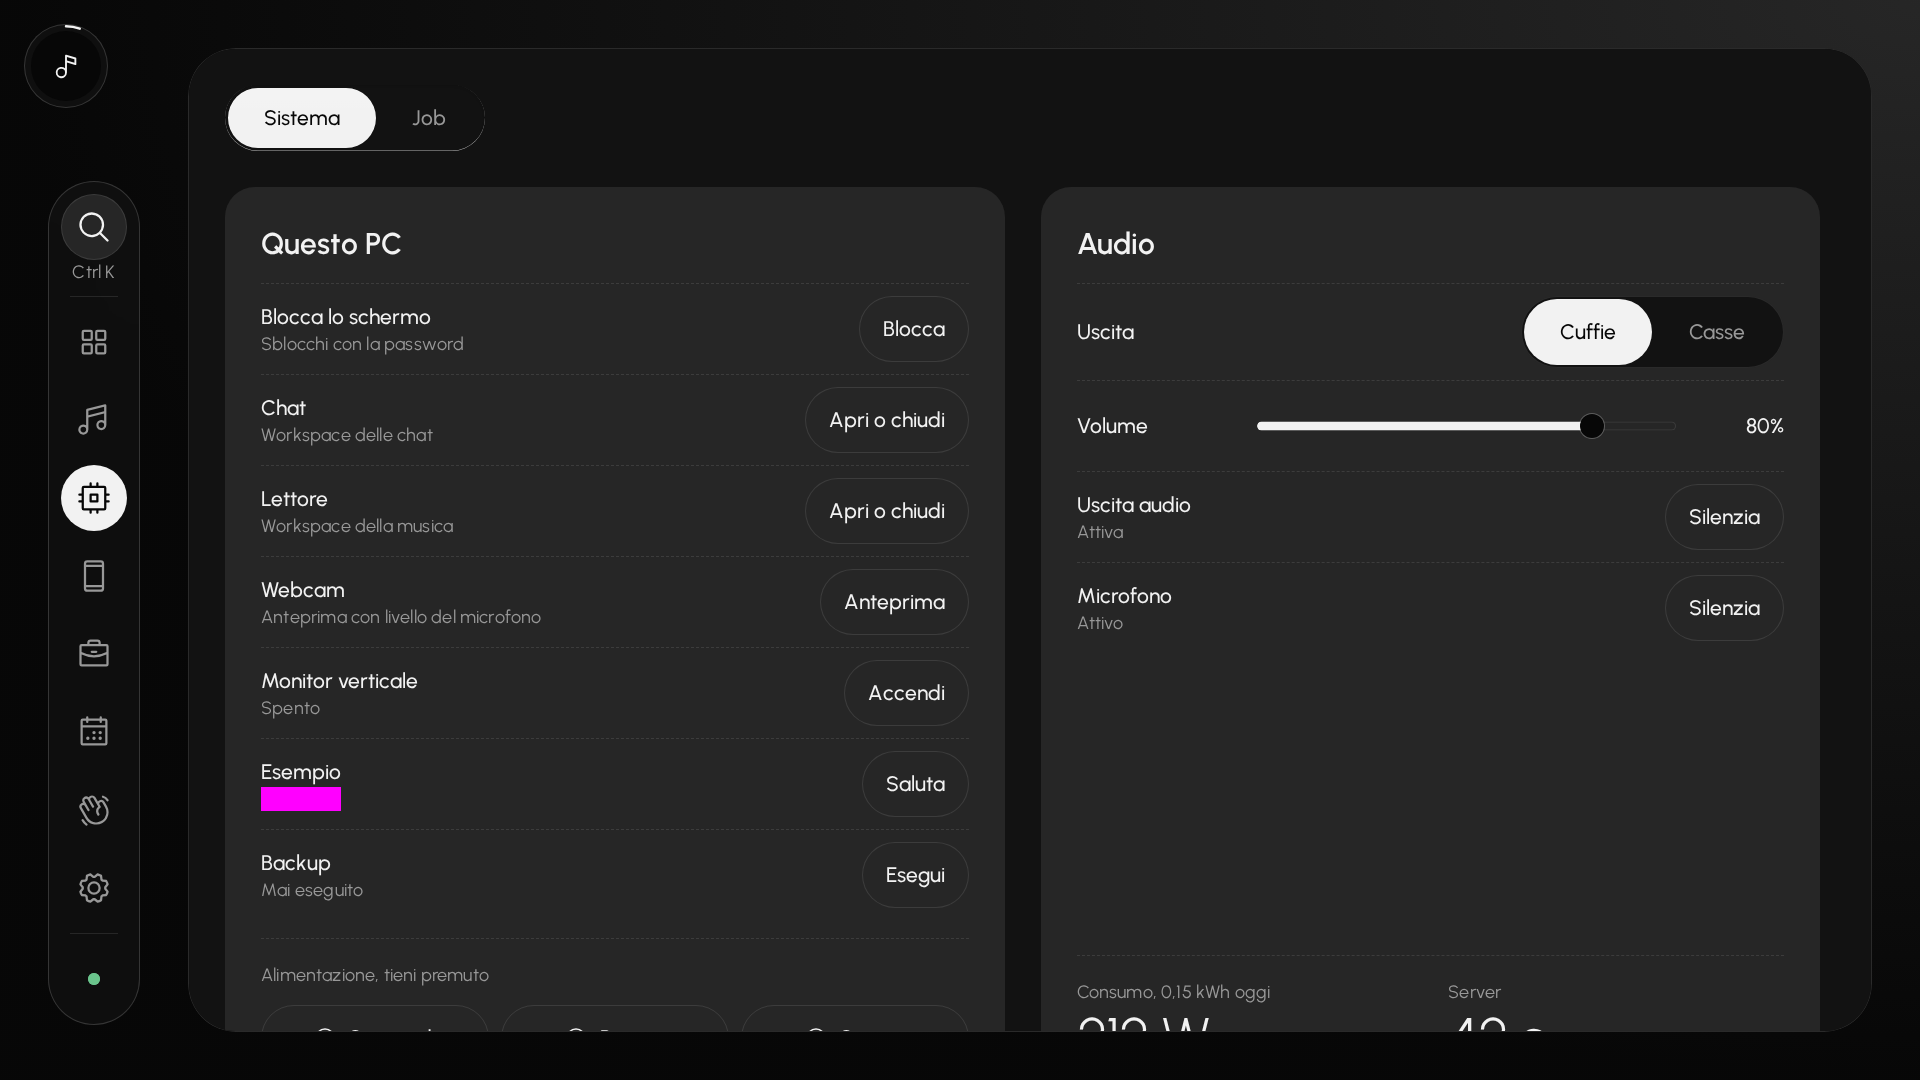 Sistema
Job
Ctrl K
Questo PC
Blocca lo schermo
Sblocchi con la password
Blocca
Chat
Workspace delle chat
Apri o chiudi
Lettore
Workspace della musica
Apri o chiudi
Webcam
Anteprima con livello del microfono
Anteprima
Monitor verticale
Spento
Accendi
Esempio
Saluta
Backup
Mai eseguito
Esegui
Alimentazione, tieni premuto
Audio
Uscita
Cuffie
Casse
Volume
80%
Uscita audio
Attiva
Silenzia
Microfono
Attivo
Silenzia
Consumo, 0,15 kWh oggi
Server